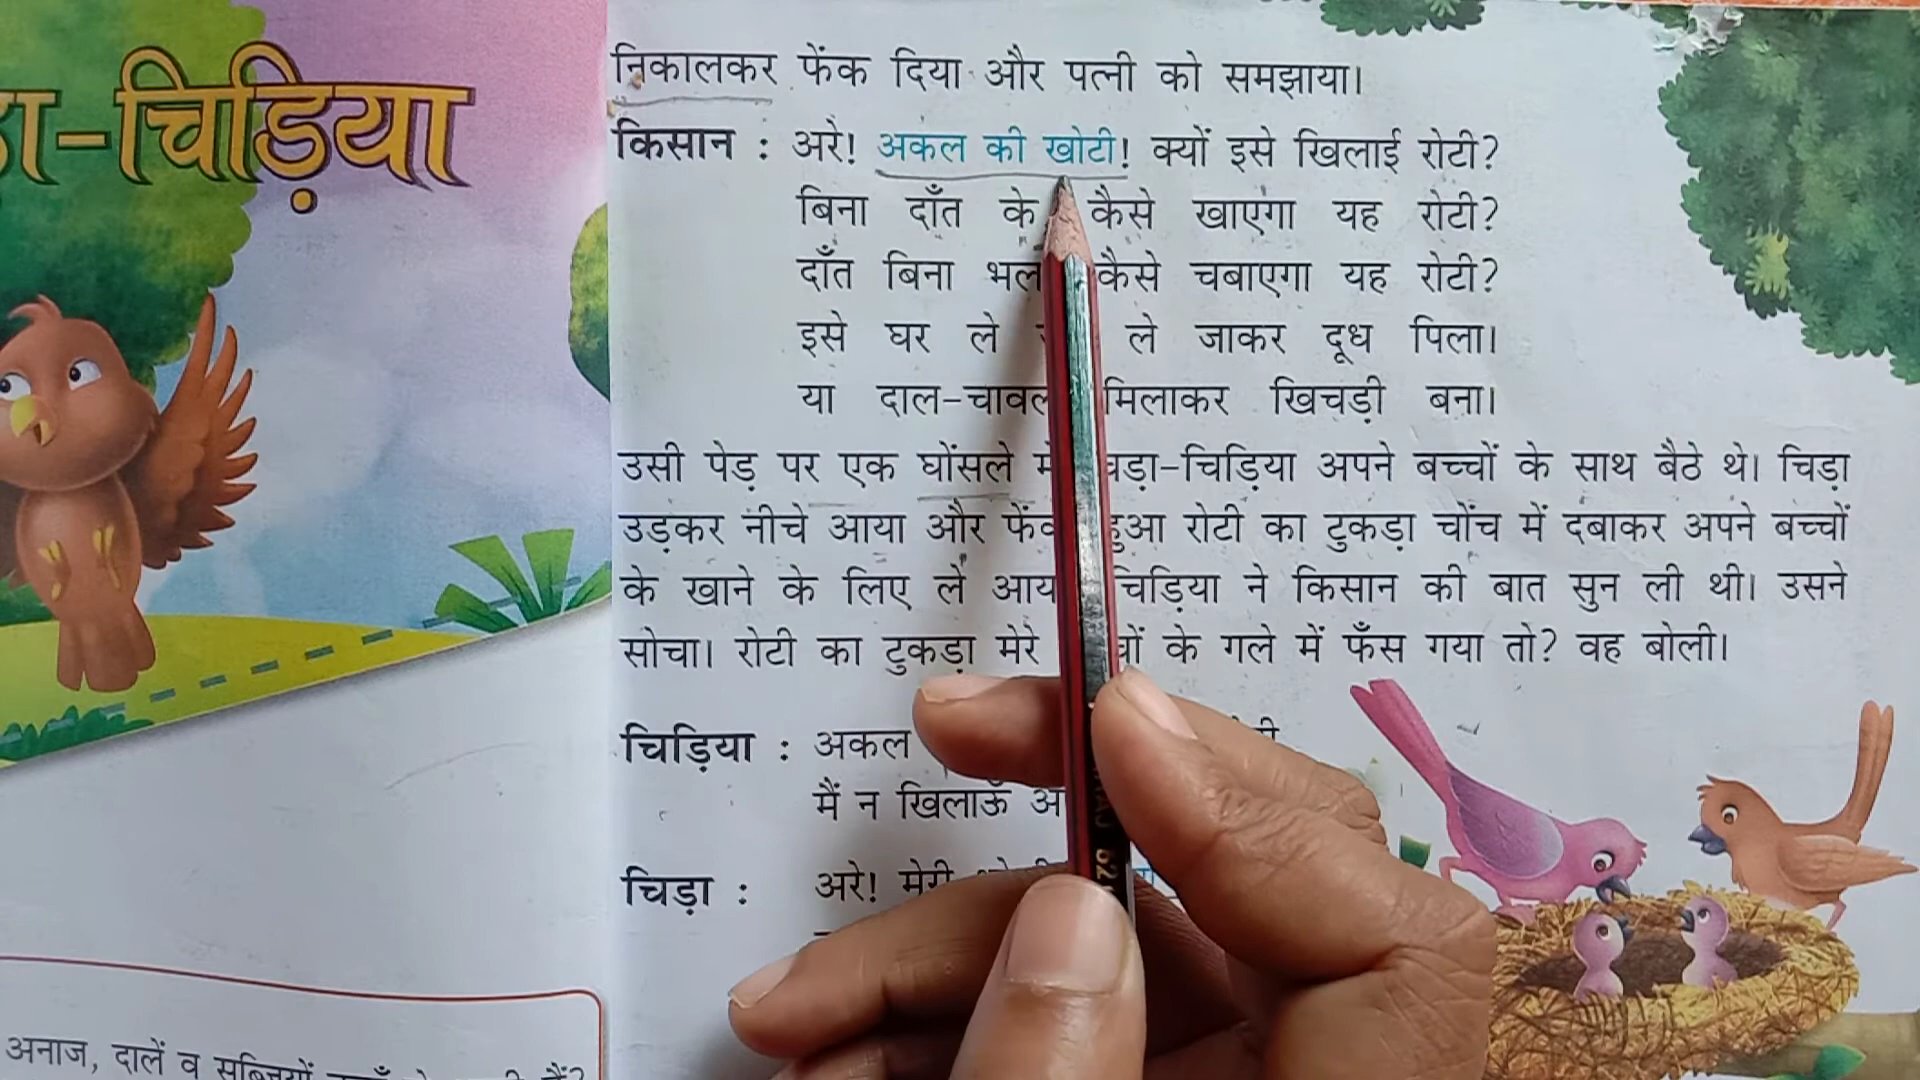 चिड़िया
निकालकर फेंक दिया और पत्नी को समझाया।
किसान : अरे! अकल की खोटी! क्यों इसे खिलाई रोटी?
बिना दाँत के कैसे खाएगा यह रोटी?
दाँत बिना कैसे चबाएगा यह रोटी?
इसे घर ले ले जाकर दूध पिला।
या दाल-चावल मिलाकर खिचड़ी बना।
उसी पेड़ पर एक घोंसले चिड़िया अपने बच्चों के साथ बैठे थे। चिड़ा
उड़कर नीचे आया और हुआ रोटी का टुकड़ा चोंच में दबाकर अपने बच्चों
के खाने के लिए ले चिड़िया ने किसान की बात सुन ली थी। उसने
सोचा। रोटी का टुकड़ा मेरे के गले में फँस गया तो? वह बोली।
चिड़िया : अकल
मैं न खिलाऊँ
चिड़ा : अरे! मेरी
अनाज, दालें व सब्जियों